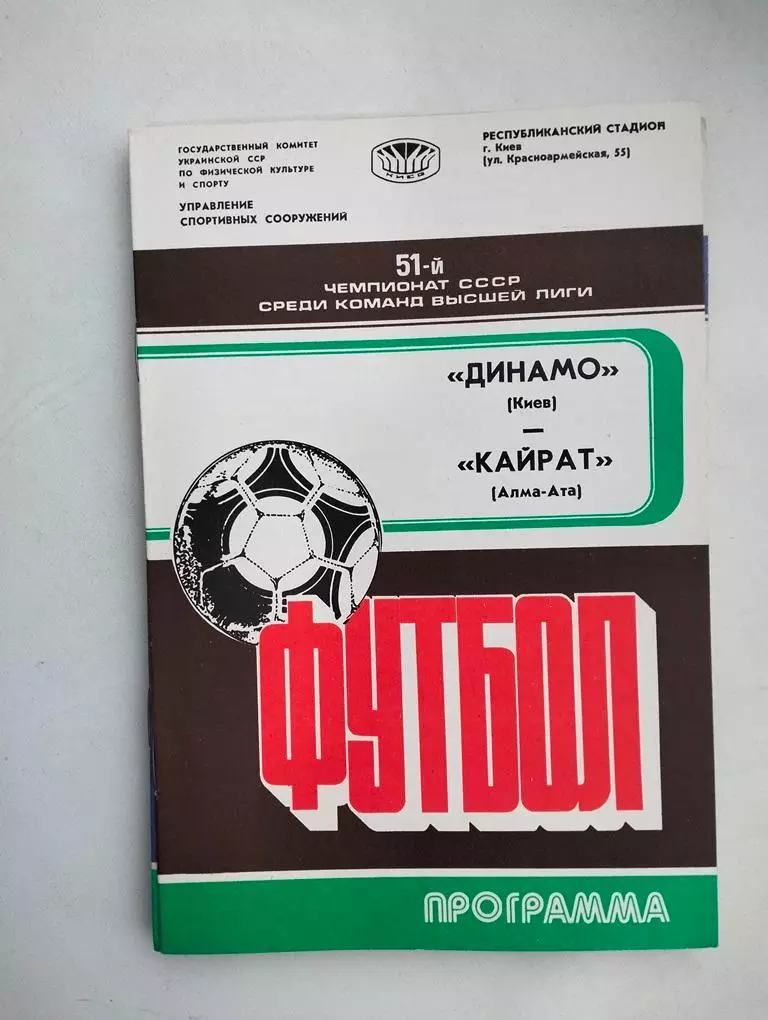 ГОСУДАРСТВЕННЫЙ КОМИТЕТ
УКРАИНСКОЙ ССР
ПО ФИЗИЧЕСКОЙ КУЛЬТУРЕ
И СПОРТУ
УПРАВЛЕНИЕ
СПОРТИВНЫХ СООРУЖЕНИЙ
КИЕВ
РЕСПУБЛИКАНСКИЙ СТАДИОН
г. Киев
(ул. Красноармейская, 55)
51-й
ЧЕМПИОНАТ СССР
СРЕДИ КОМАНД ВЫСШЕЙ ЛИГИ
«ДИНАМО»
(Киев)
—
«КАЙРАТ»
(Алма-Ата)
ФУТБОЛ
ПРОГРАММА